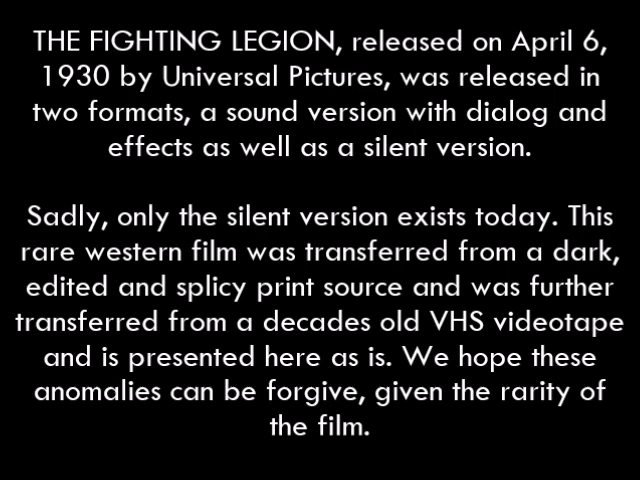 THE FIGHTING LEGION, released on April 6,
1930 by Universal Pictures, was released in
two formats, a sound version with dialog and
effects as well as a silent version.
Sadly, only the silent version exists today. This
rare western film was transferred from a dark,
edited and splicy print source and was further
transferred from a decades old VHS videotape
and is presented here as is. We hope these
anomalies can be forgive, given the rarity of
the film.